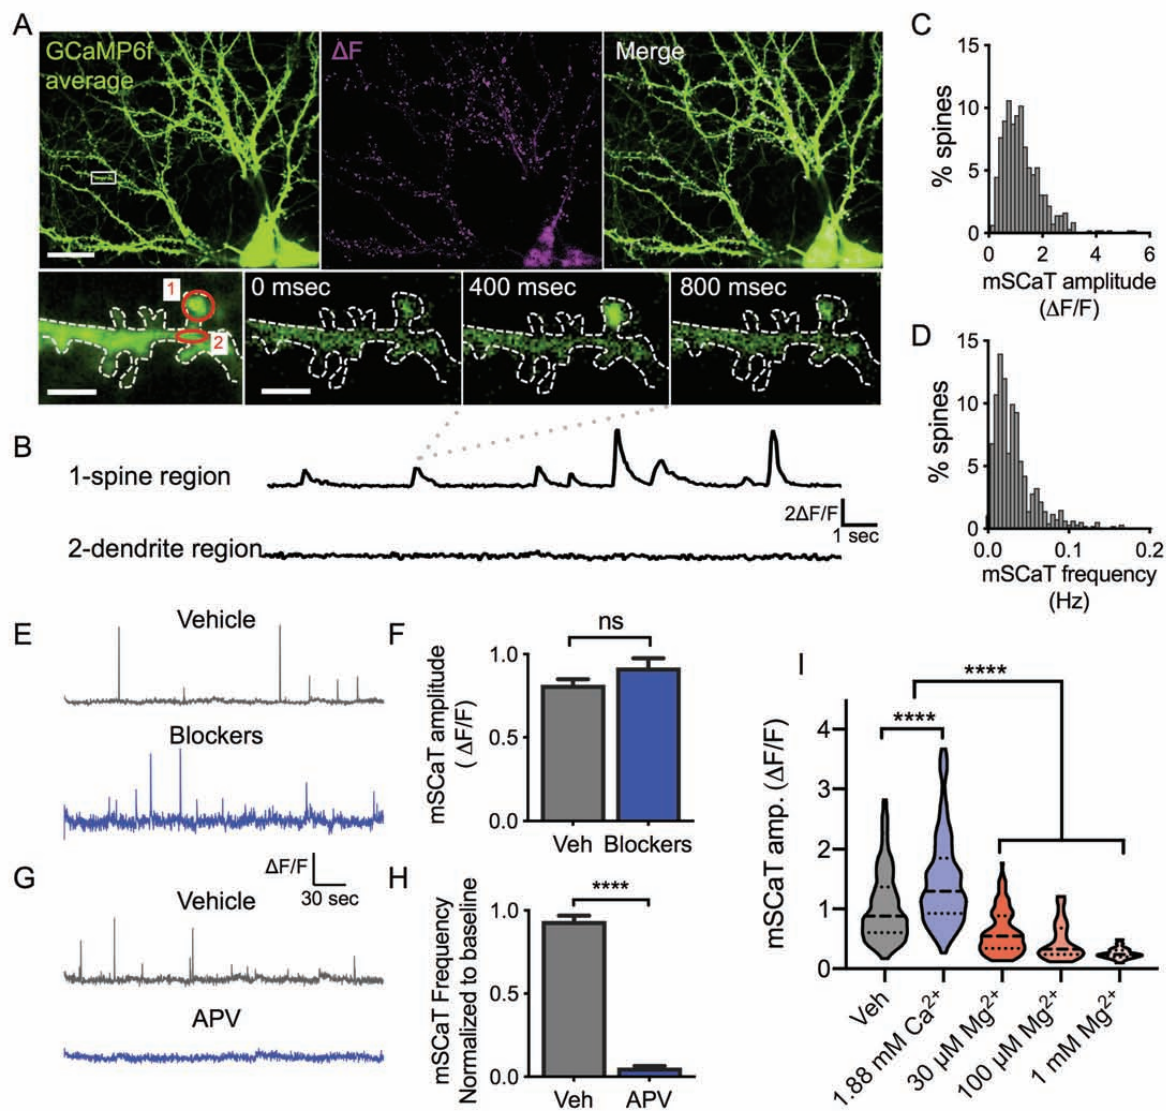 A
GCaMP6f
average
ΔF
Merge
1
2
0 msec
400 msec
800 msec
B
1-spine region
2-dendrite region
2ΔF/F
1 sec
C
15
10
5
0
% spines
0 2 4 6
mSCaT amplitude
(ΔF/F)
D
15
10
5
0
% spines
0.0 0.1 0.2
mSCaT frequency
(Hz)
E
Vehicle
Blockers
ΔF/F
30 sec
F
ns
1.0
0.5
0.0
mSCaT amplitude
( ΔF/F)
Veh Blockers
G
Vehicle
APV
H
****
1.0
0.5
0.0
mSCaT Frequency
Normalized to baseline
Veh APV
I
****
****
4
3
2
1
0
mSCaT amp. (ΔF/F)
Veh
1.88 mM Ca²⁺
30 µM Mg²⁺
100 µM Mg²⁺
1 mM Mg²⁺